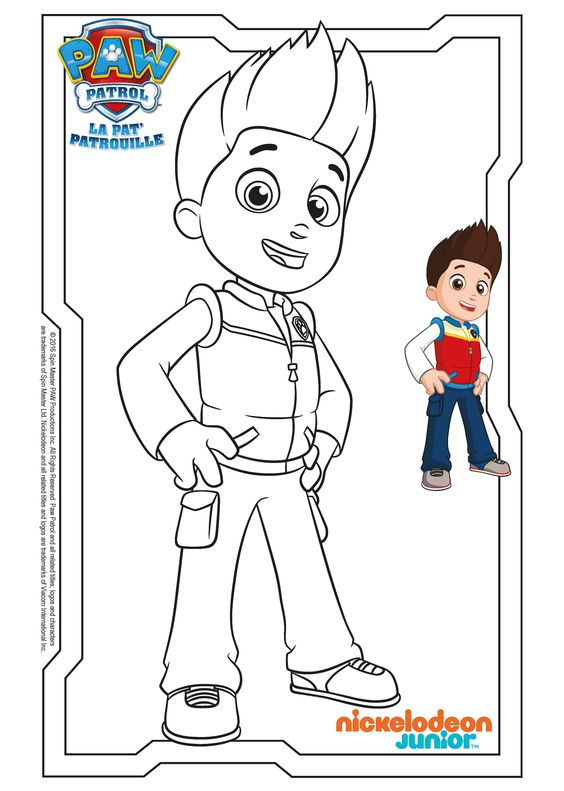 PAW
PATROL
LA PAT'
PATROUILLE
© 2016 Spin Master PAW Productions Inc. All Rights Reserved. Paw Patrol and all related titles, logos and characters
are trademarks of Spin Master Ltd. Nickelodeon and all related titles and logos are trademarks of Viacom International Inc.
nickelodeon
junior™